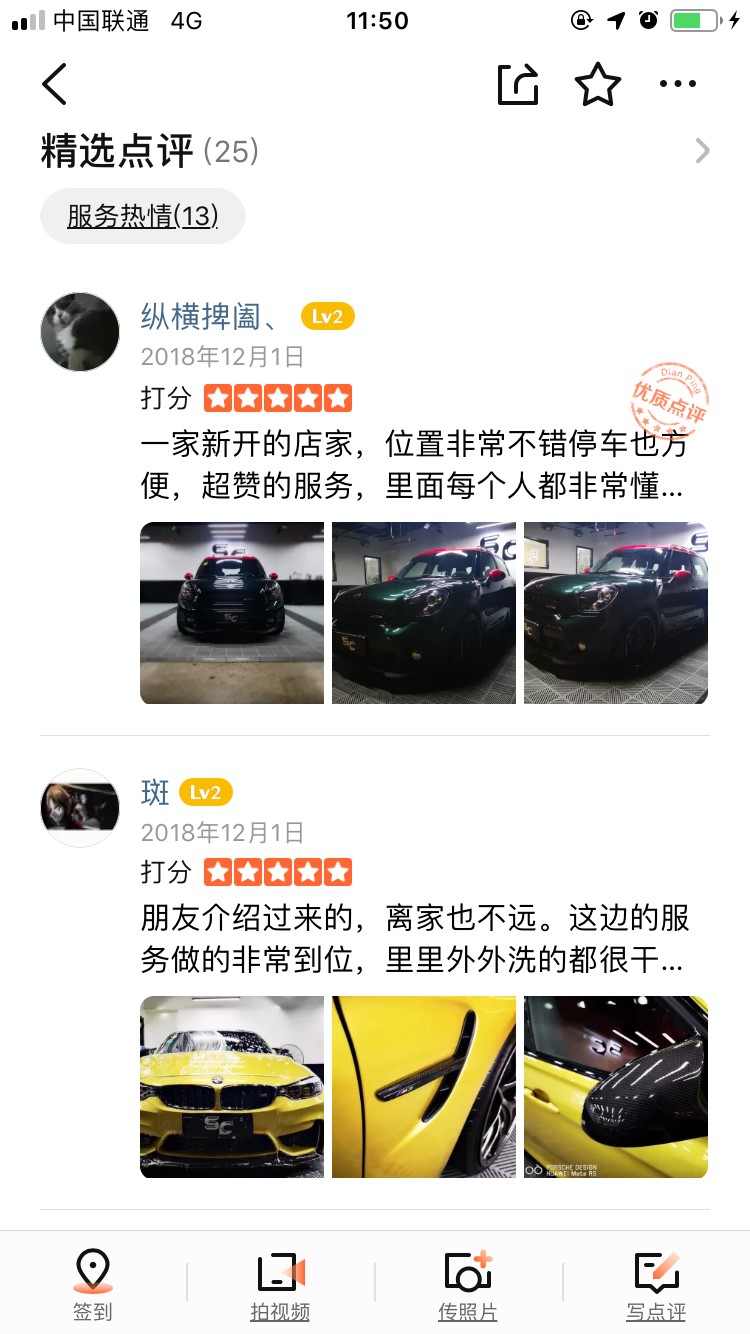 中国联通 4G 11:50
精选点评 (25)
服务热情(13)
纵横捭阖、 Lv2
2018年12月1日
打分
Dian Ping
优质点评
一家新开的店家，位置非常不错停车也方
便，超赞的服务，里面每个人都非常懂...
SC
SC
斑 Lv2
2018年12月1日
打分
朋友介绍过来的，离家也不远。这边的服
务做的非常到位，里里外外洗的都很干...
SC
PORSCHE DESIGN
HUAWEI Mate RS
签到
拍视频
传照片
写点评